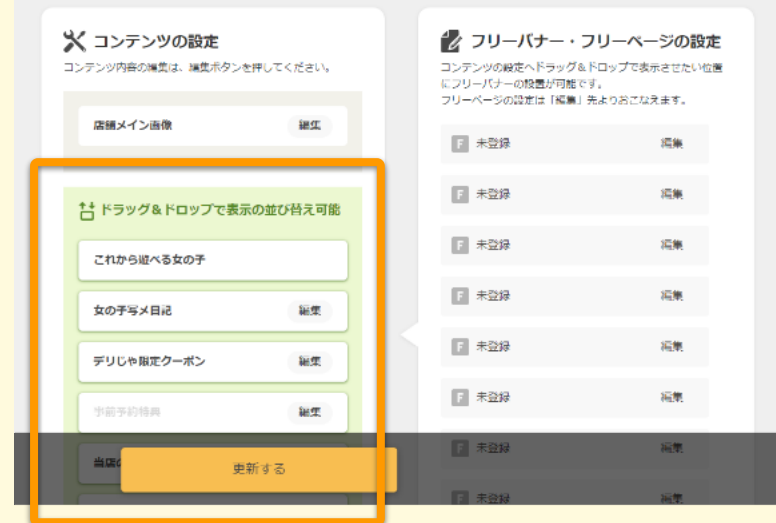 コンテンツの設定
コンテンツ内容の編集は、編集ボタンを押してください。
店舗メイン画像 編集
ドラッグ&ドロップで表示の並び替え可能
これから遊べる女の子
女の子写メ日記 編集
デリじゃ限定クーポン 編集
事前予約特典 編集
当店の
更新する
フリーバナー・フリーページの設定
コンテンツの設定へドラッグ&ドロップで表示させたい位置
にフリーバナーの設置が可能です。
フリーページの設定は「編集」先よりおこなえます。
F 未登録 編集
F 未登録 編集
F 未登録 編集
F 未登録 編集
F 未登録 編集
F 未登録 編集
F 未登録 編集
F 未登録 編集